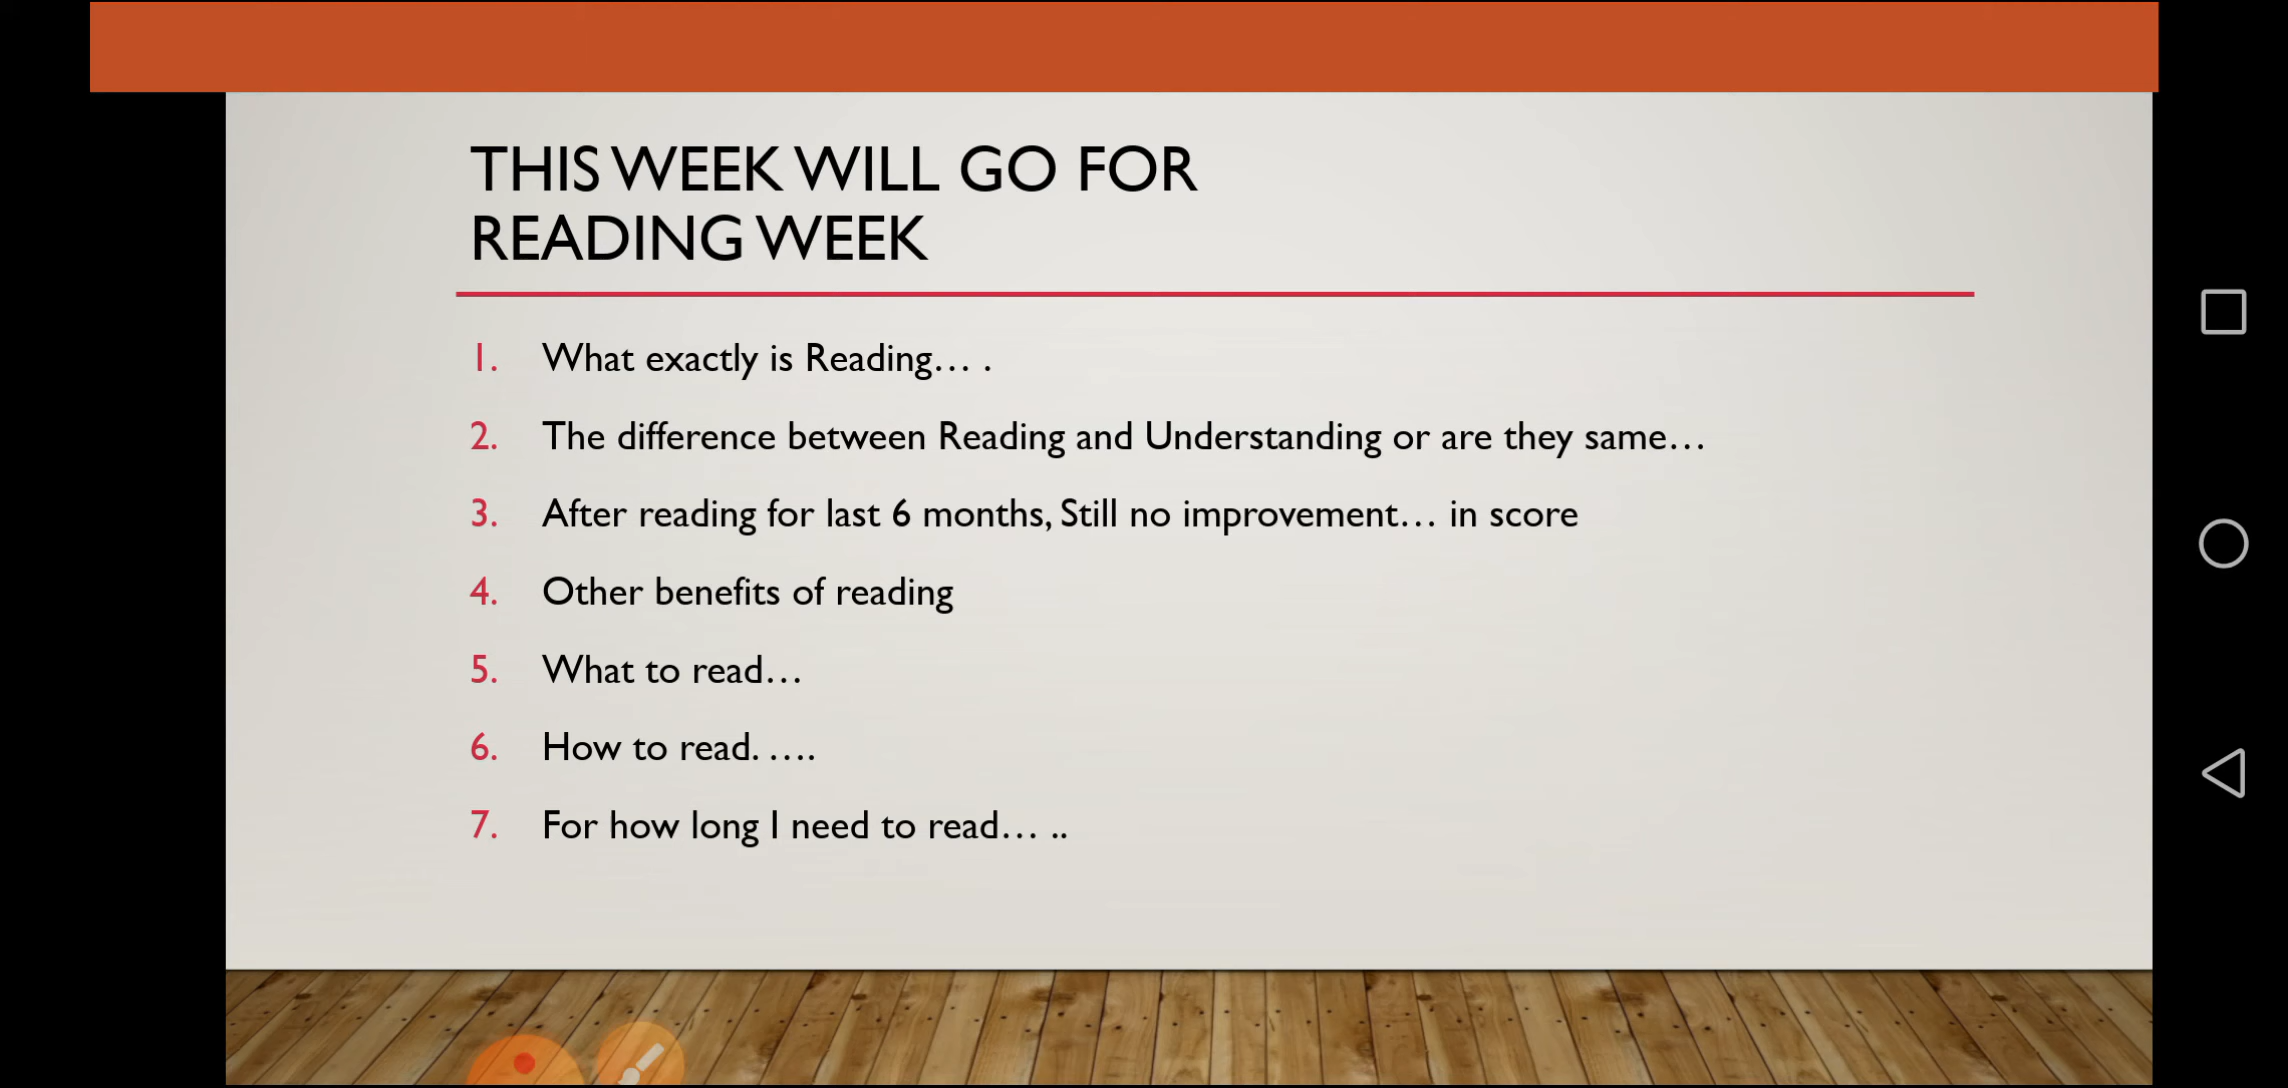 THIS WEEK WILL GO FOR
READING WEEK
1. What exactly is Reading... .
2. The difference between Reading and Understanding or are they same...
3. After reading for last 6 months, Still no improvement... in score
4. Other benefits of reading
5. What to read...
6. How to read. ....
7. For how long I need to read... ..